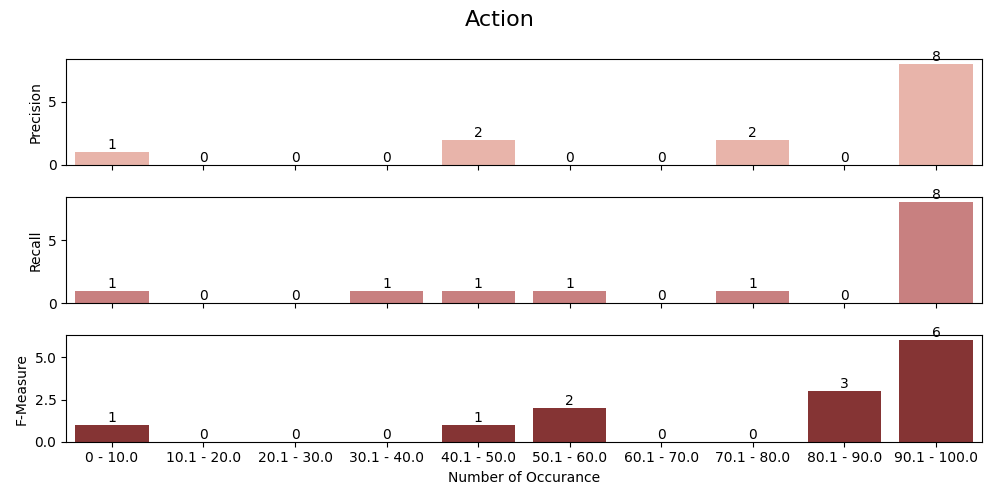 Action
Precision
5
0
1 0 0 0 2 0 0 2 0 8
Recall
5
0
1 0 0 1 1 1 0 1 0 8
F-Measure
5.0
2.5
0.0
1 0 0 0 1 2 0 0 3 6
0 - 10.0 10.1 - 20.0 20.1 - 30.0 30.1 - 40.0 40.1 - 50.0 50.1 - 60.0 60.1 - 70.0 70.1 - 80.0 80.1 - 90.0 90.1 - 100.0
Number of Occurance